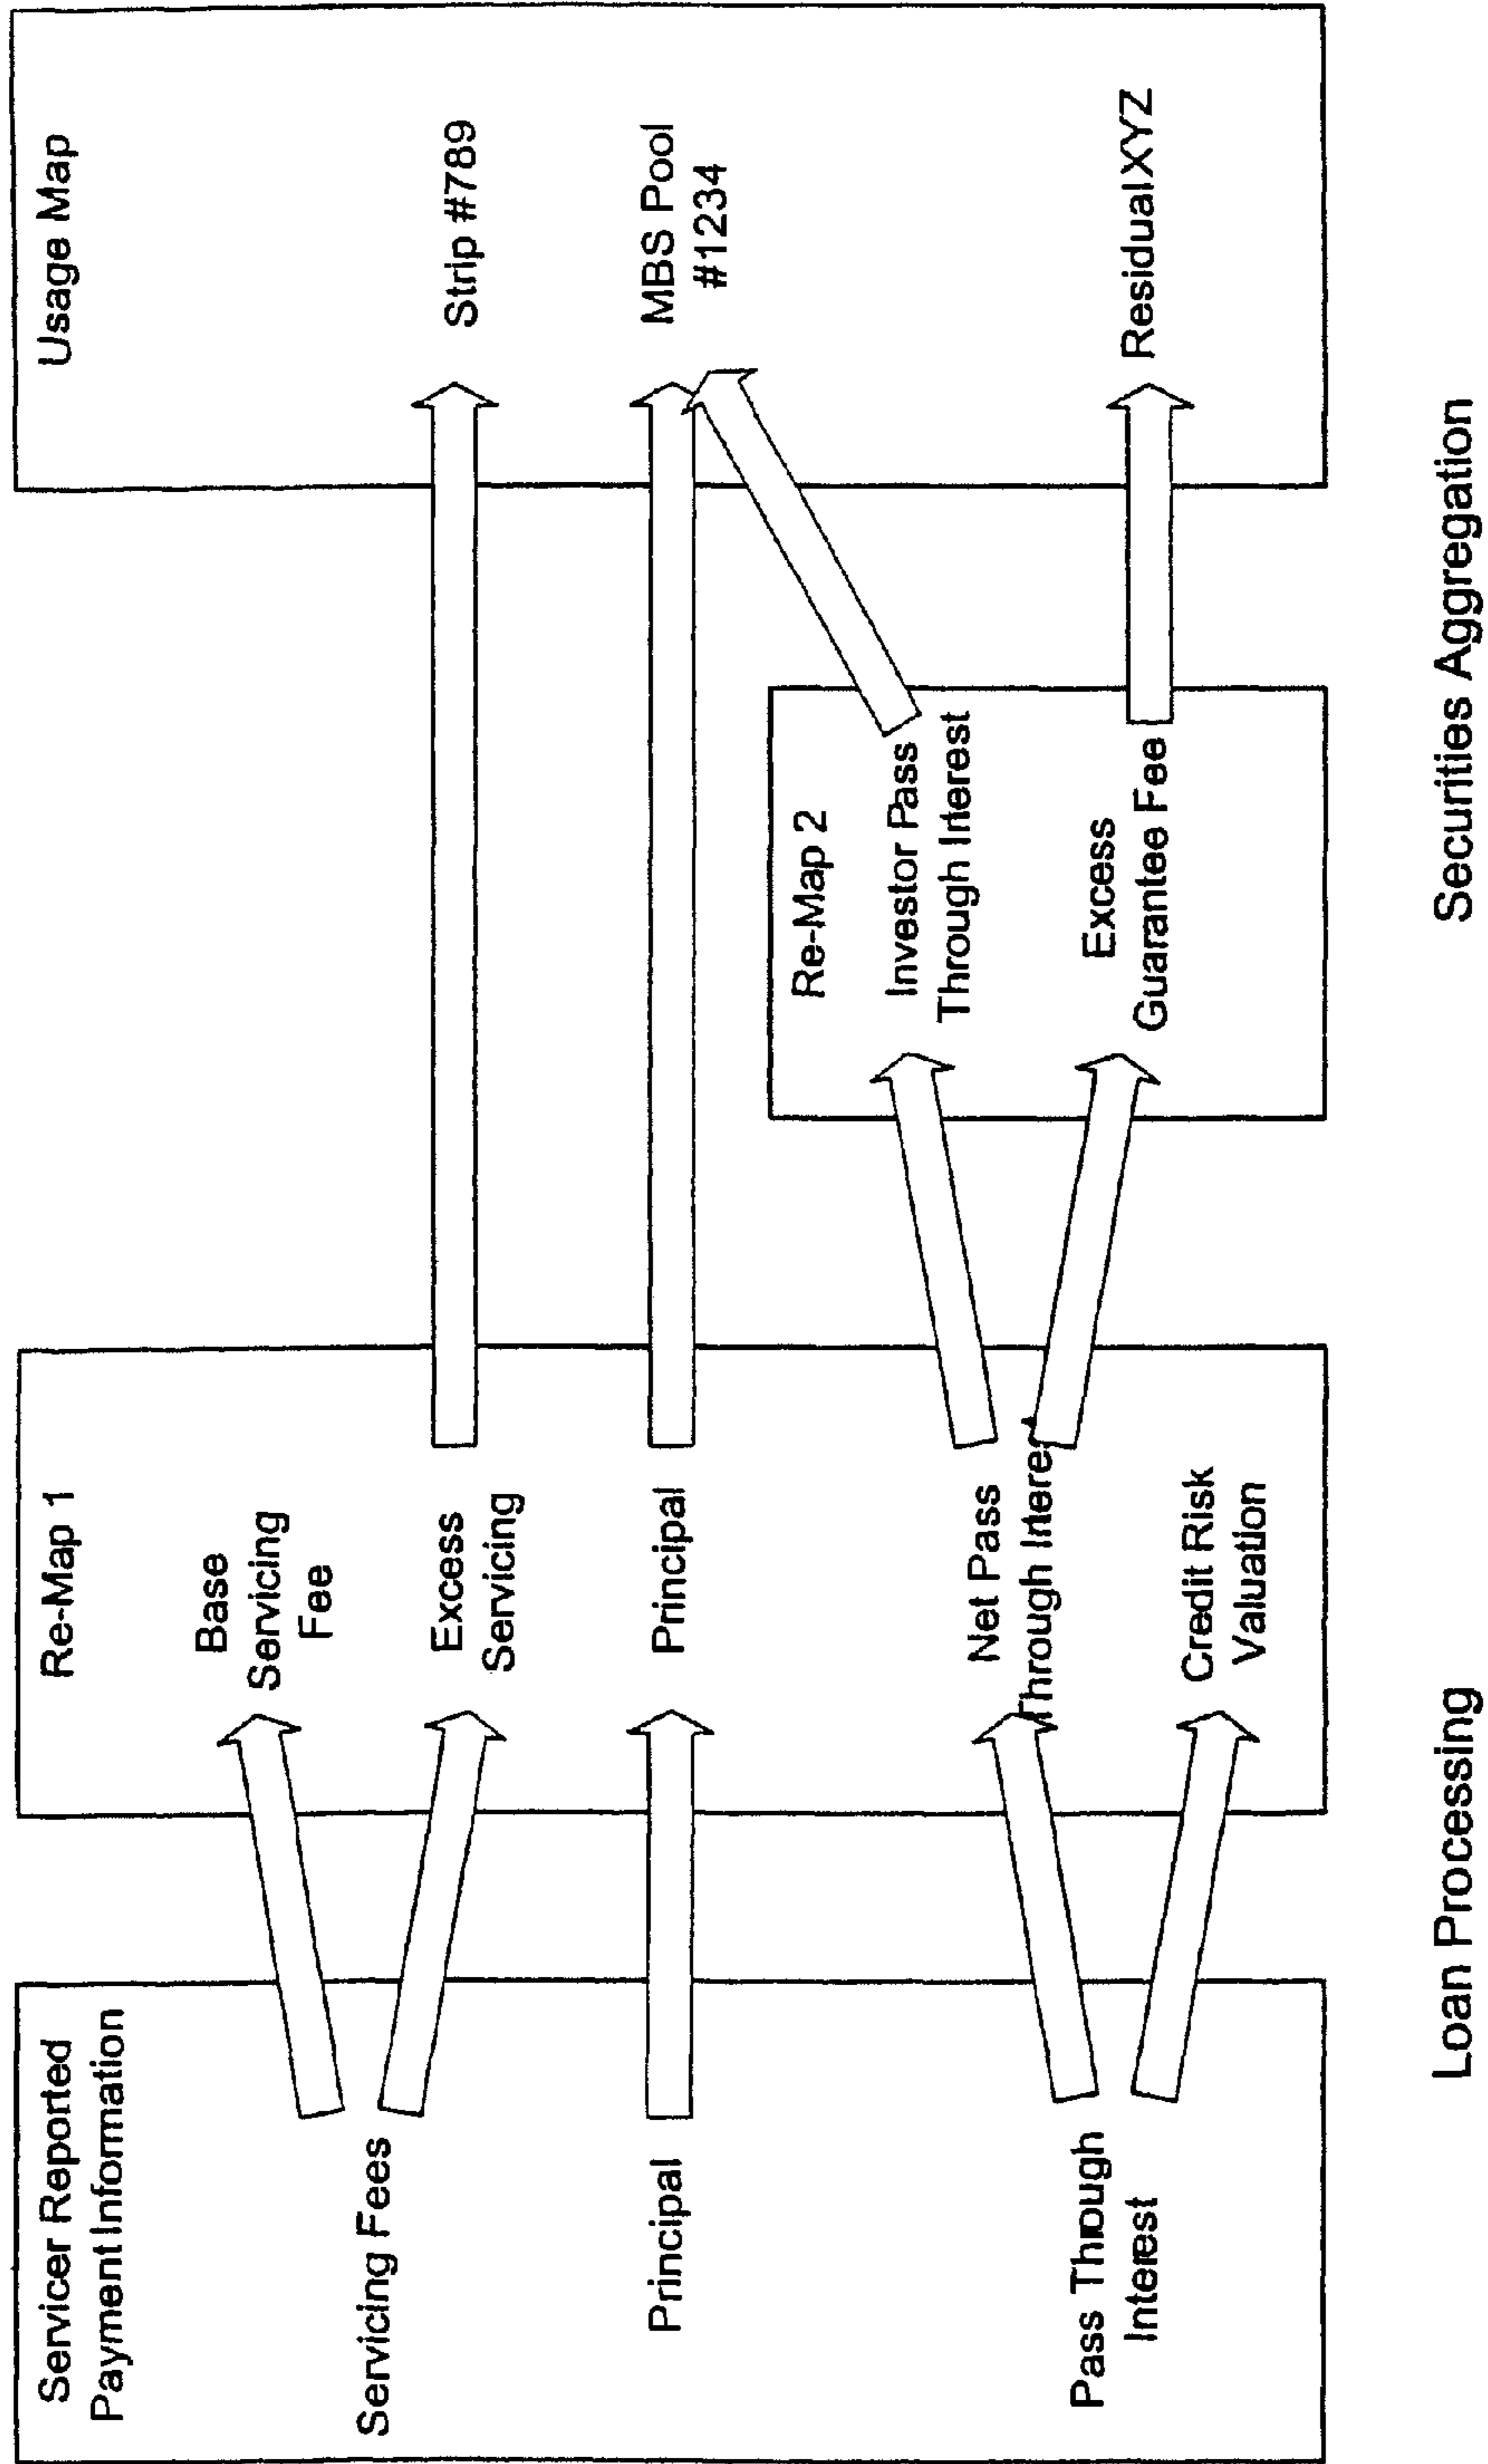 Servicer Reported
Payment Information
Servicing Fees
Principal
Pass Through
Interest
Re-Map 1
Base
Servicing
Fee
Excess
Servicing
Principal
Net Pass
Through Interest
Credit Risk
Valuation
Re-Map 2
Investor Pass
Through Interest
Excess
Guarantee Fee
Usage Map
Strip #789
MBS Pool
#1234
Residual XYZ
Loan Processing
Securities Aggregation